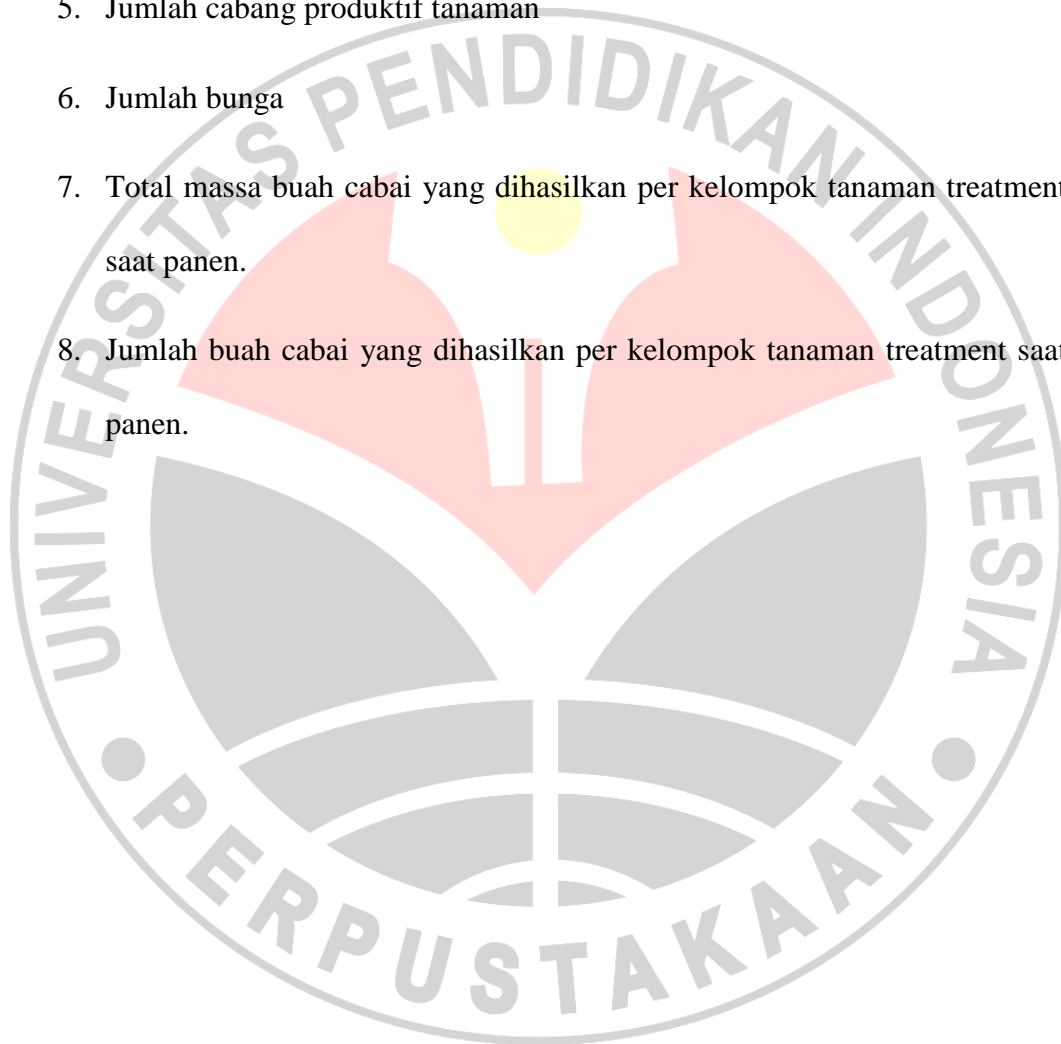 5. Jumlah cabang produktif tanaman
6. Jumlah bunga
7. Total massa buah cabai yang dihasilkan per kelompok tanaman treatment
saat panen.
8. Jumlah buah cabai yang dihasilkan per kelompok tanaman treatment saat
panen.
UNIVERSITAS PENDIDIKAN INDONESIA
PERPUSTAKAAN